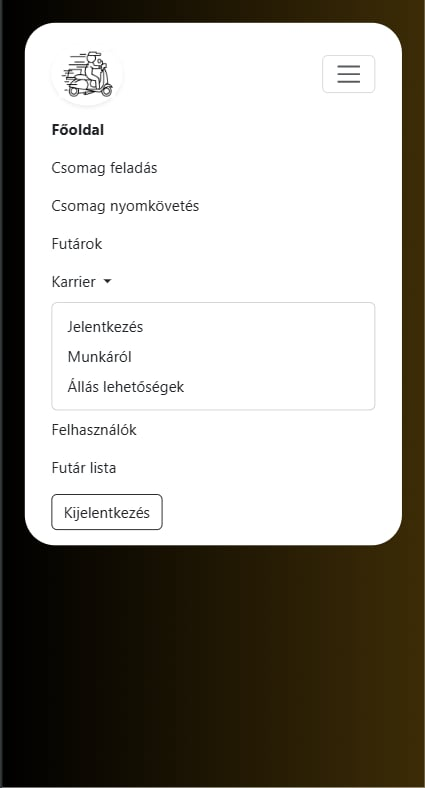 Főoldal
Csomag feladás
Csomag nyomkövetés
Futárok
Karrier
Jelentkezés
Munkáról
Állás lehetőségek
Felhasználók
Futár lista
Kijelentkezés